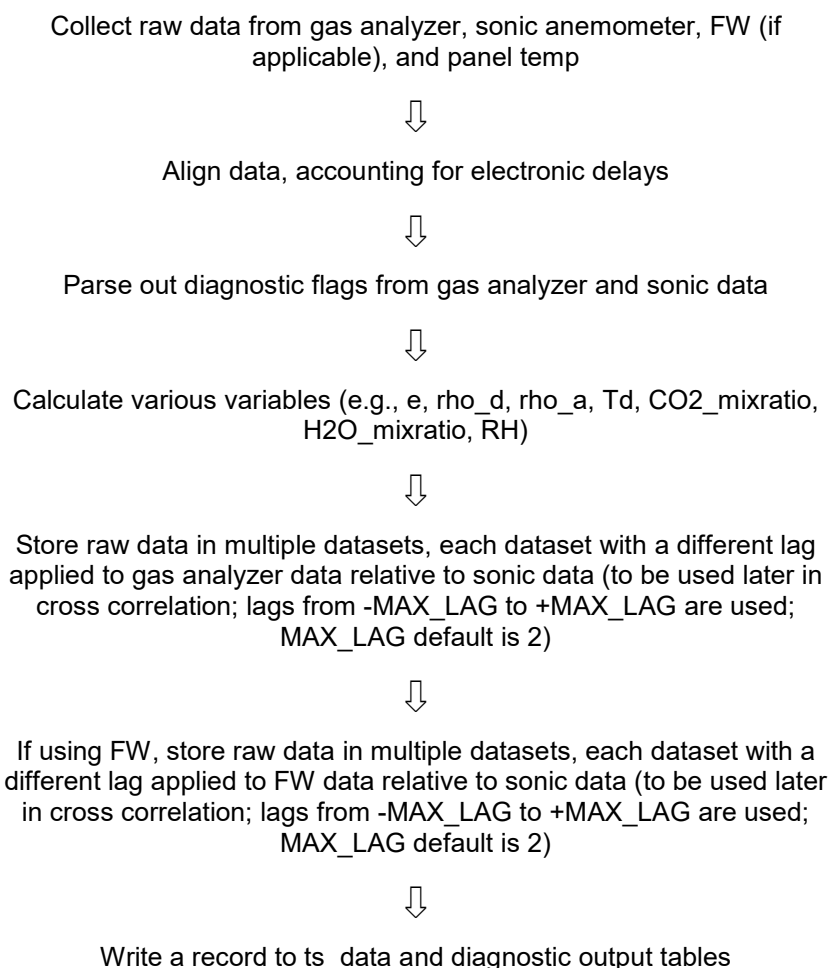 Collect raw data from gas analyzer, sonic anemometer, FW (if
applicable), and panel temp
Align data, accounting for electronic delays
Parse out diagnostic flags from gas analyzer and sonic data
Calculate various variables (e.g., e, rho_d, rho_a, Td, CO2_mixratio,
H2O_mixratio, RH)
Store raw data in multiple datasets, each dataset with a different lag
applied to gas analyzer data relative to sonic data (to be used later in
cross correlation; lags from -MAX_LAG to +MAX_LAG are used;
MAX_LAG default is 2)
If using FW, store raw data in multiple datasets, each dataset with a
different lag applied to FW data relative to sonic data (to be used later
in cross correlation; lags from -MAX_LAG to +MAX_LAG are used;
MAX_LAG default is 2)
Write a record to ts_data and diagnostic output tables